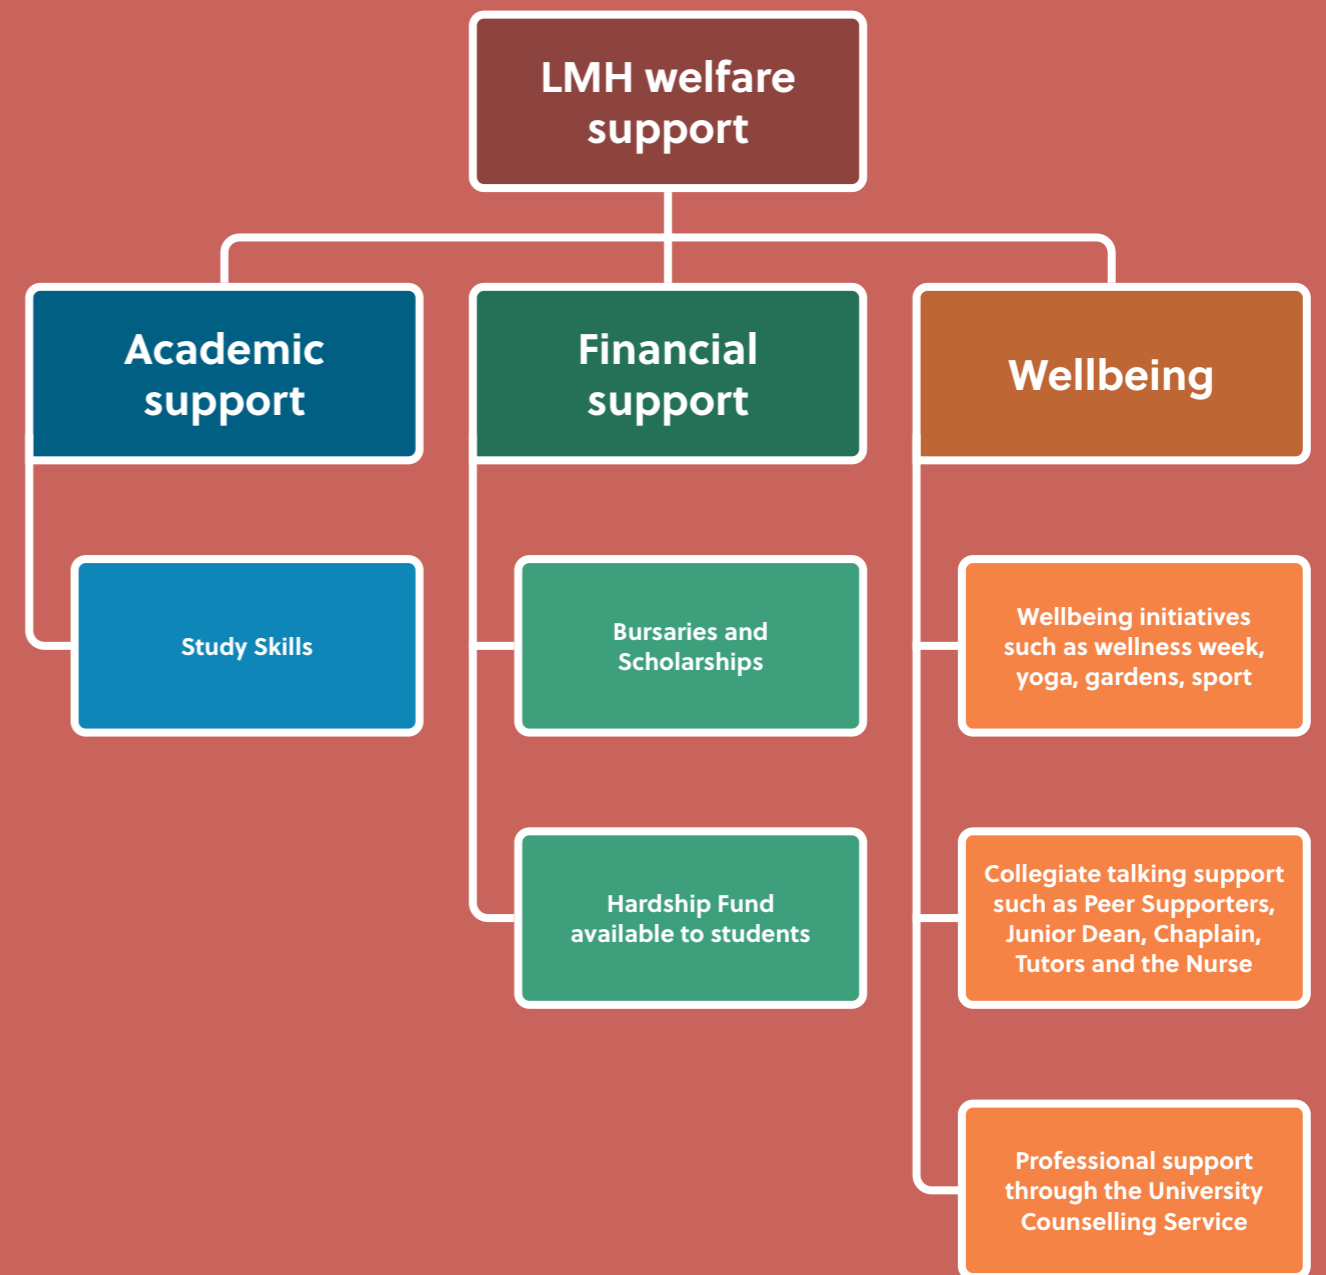 LMH welfare
support
Academic
support
Study Skills
Financial
support
Bursaries and
Scholarships
Hardship Fund
available to students
Wellbeing
Wellbeing initiatives
such as wellness week,
yoga, gardens, sport
Collegiate talking support
such as Peer Supporters,
Junior Dean, Chaplain,
Tutors and the Nurse
Professional support
through the University
Counselling Service